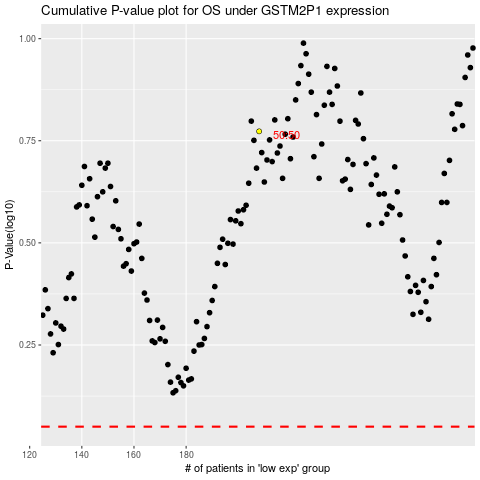 Cumulative P-value plot for OS under GSTM2P1 expression
P-Value(log10)
1.00
0.75
0.50
0.25
50:50
120 140 160 180
# of patients in 'low exp' group